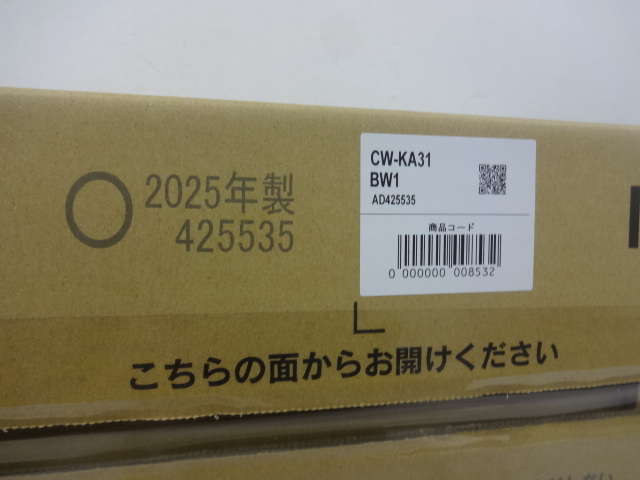 2025年製
425535
CW-KA31
BW1
AD425535
商品コード
0 000000 008532
こちらの面からお開けください